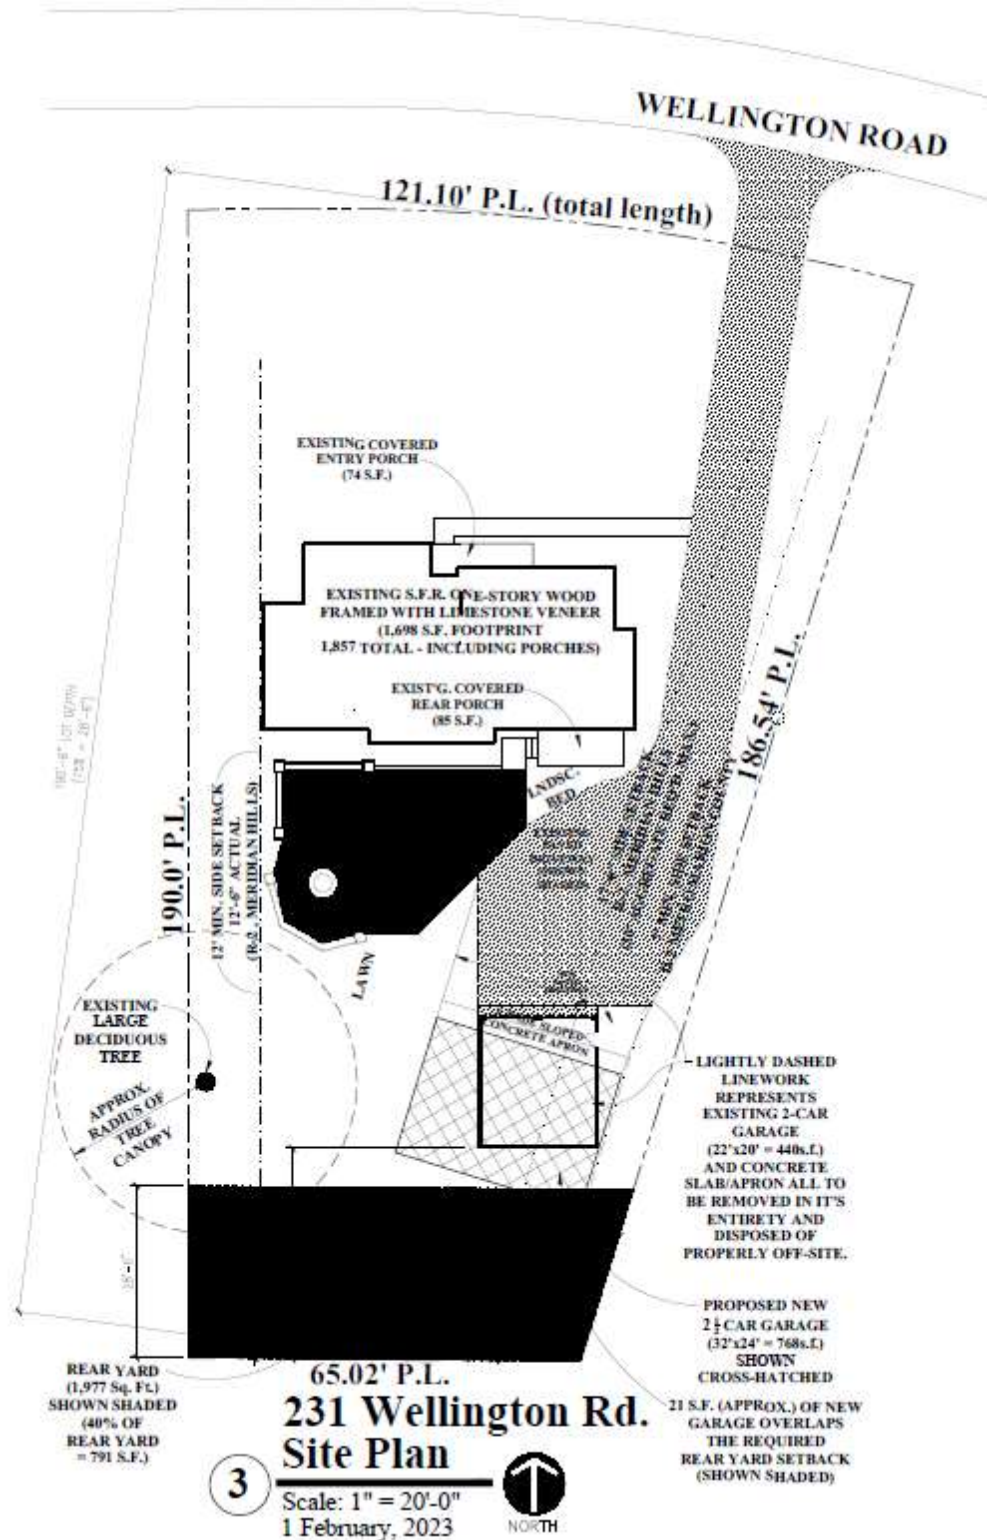 WELLINGTON ROAD
121.10' P.L. (total length)
EXISTING COVERED
ENTRY PORCH
(74 S.F.)
EXISTING S.F.R. ONE-STORY WOOD
FRAMED WITH LIMESTONE VENEER
(1,698 S.F. FOOTPRINT
1,857 TOTAL - INCLUDING PORCHES)
EXIST'G. COVERED
REAR PORCH
(85 S.F.)
186.54' P.L.
190.0' P.L.
12' MIN. SIDE SETBACK
12'-6" ACTUAL
(R-2, MERIDIAN HILLS)
LNDSC.
BED
LAWN
SLOPED
CONCRETE APRON
EXISTING
LARGE
DECIDUOUS
TREE
APPROX.
RADIUS OF
TREE
CANOPY
LIGHTLY DASHED
LINEWORK
REPRESENTS
EXISTING 2-CAR
GARAGE
(22'x20' = 440s.f.)
AND CONCRETE
SLAB/APRON ALL TO
BE REMOVED IN IT'S
ENTIRETY AND
DISPOSED OF
PROPERLY OFF-SITE.
PROPOSED NEW
2½ CAR GARAGE
(32'x24' = 768s.f.)
SHOWN
CROSS-HATCHED
21 S.F. (APPROX.) OF NEW
GARAGE OVERLAPS
THE REQUIRED
REAR YARD SETBACK
(SHOWN SHADED)
REAR YARD
(1,977 Sq. Ft.)
SHOWN SHADED
(40% OF
REAR YARD
= 791 S.F.)
65.02' P.L.
231 Wellington Rd.
Site Plan
3
Scale: 1" = 20'-0"
1 February, 2023
NORTH